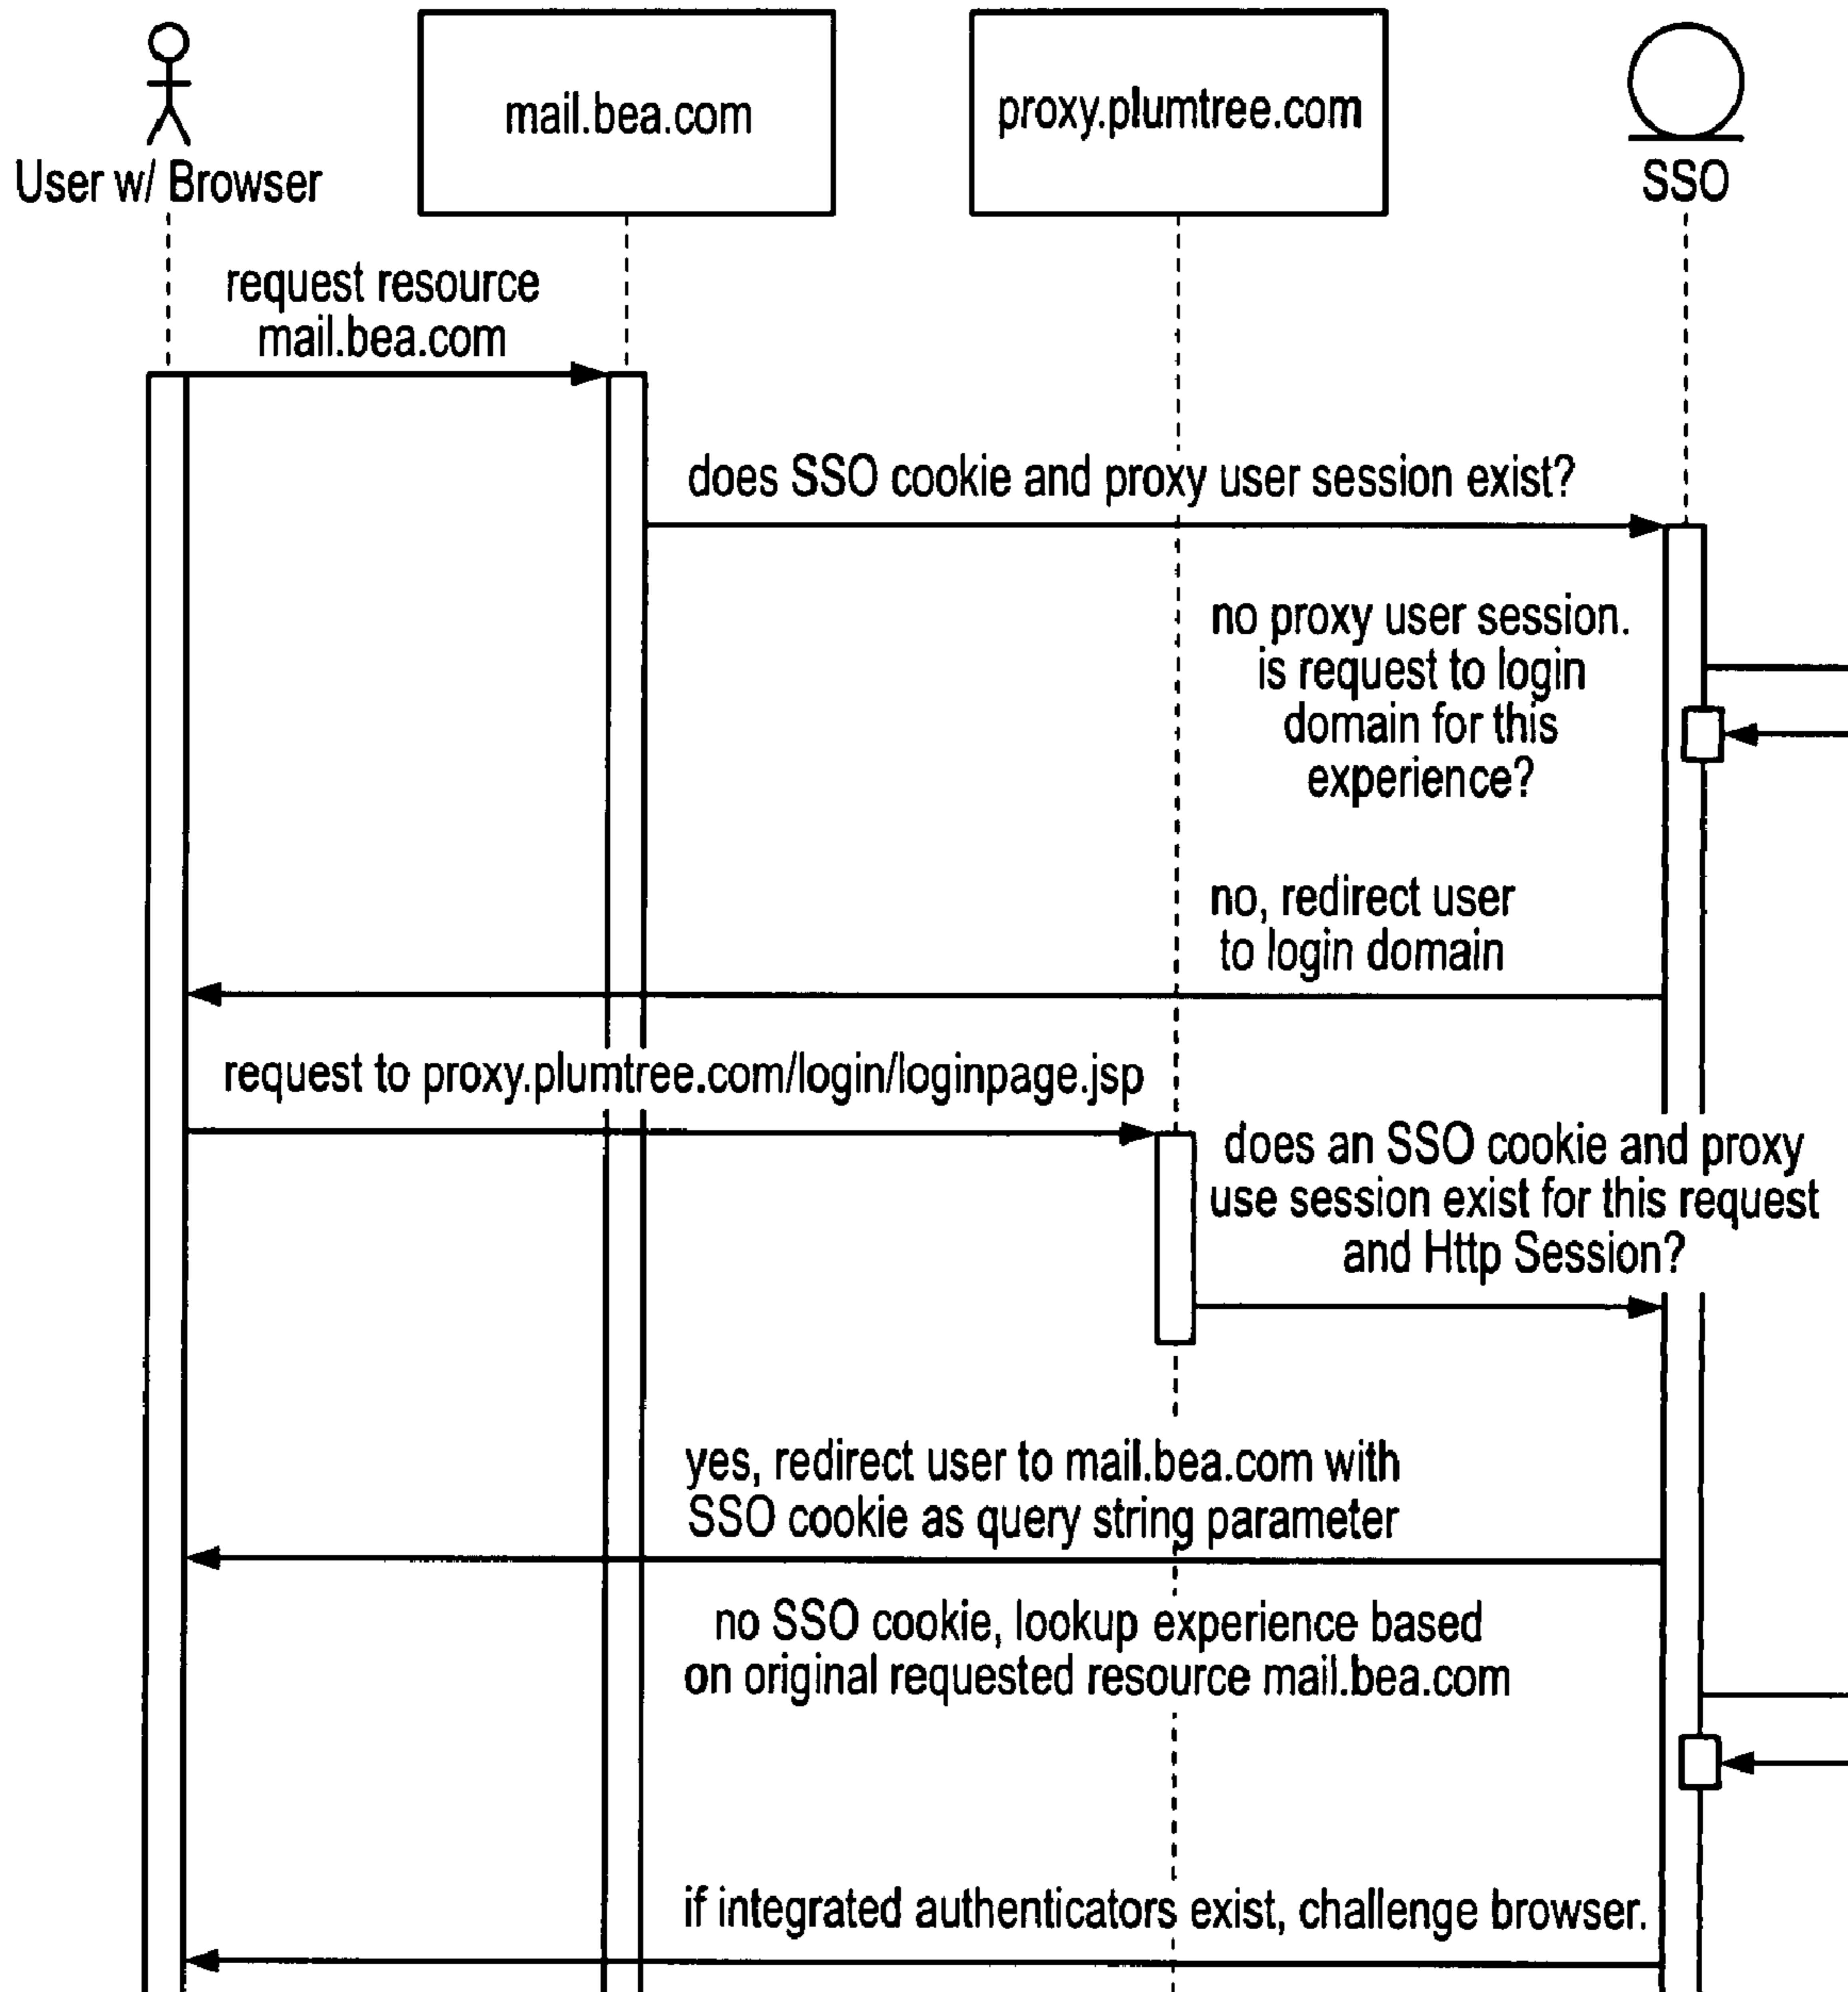 mail.bea.com
proxy.plumtree.com
User w/ Browser
SSO
request resource
mail.bea.com
does SSO cookie and proxy user session exist?
no proxy user session.
is request to login
domain for this
experience?
no, redirect user
to login domain
request to proxy.plumtree.com/login/loginpage.jsp
does an SSO cookie and proxy
use session exist for this request
and Http Session?
yes, redirect user to mail.bea.com with
SSO cookie as query string parameter
no SSO cookie, lookup experience based
on original requested resource mail.bea.com
if integrated authenticators exist, challenge browser.